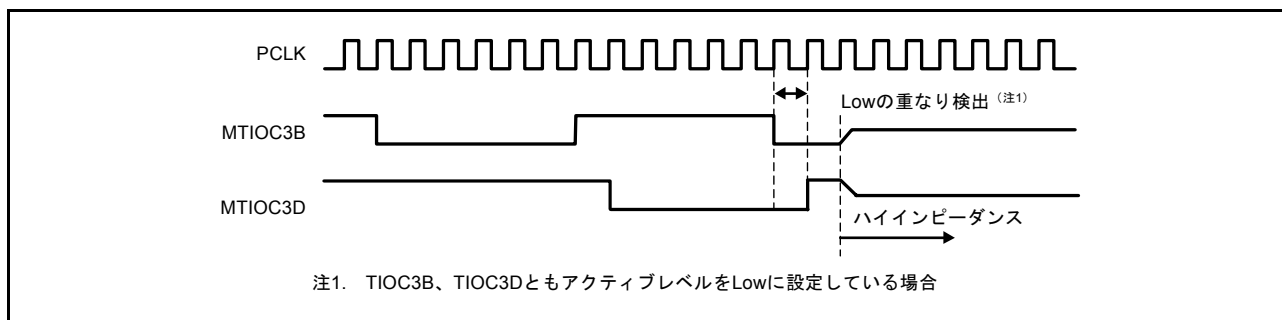 PCLK
Lowの重なり検出（注1）
MTIOC3B
MTIOC3D
ハイインピーダンス
注1. TIOC3B、TIOC3DともアクティブレベルをLowに設定している場合